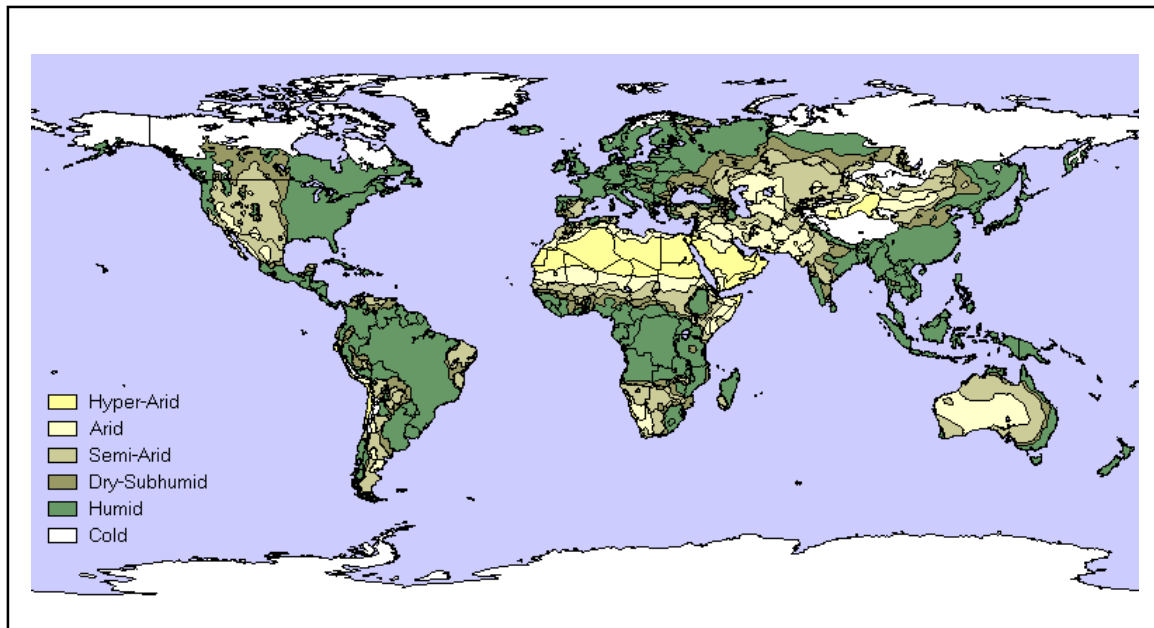 Hyper-Arid
Arid
Semi-Arid
Dry-Subhumid
Humid
Cold